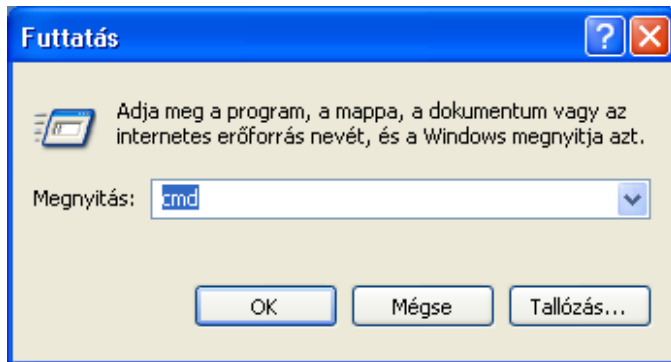 Futtatás
Adja meg a program, a mappa, a dokumentum vagy az
internetes erőforrás nevét, és a Windows megnyitja azt.
Megnyitás: cmd
OK Mégse Tallózás...